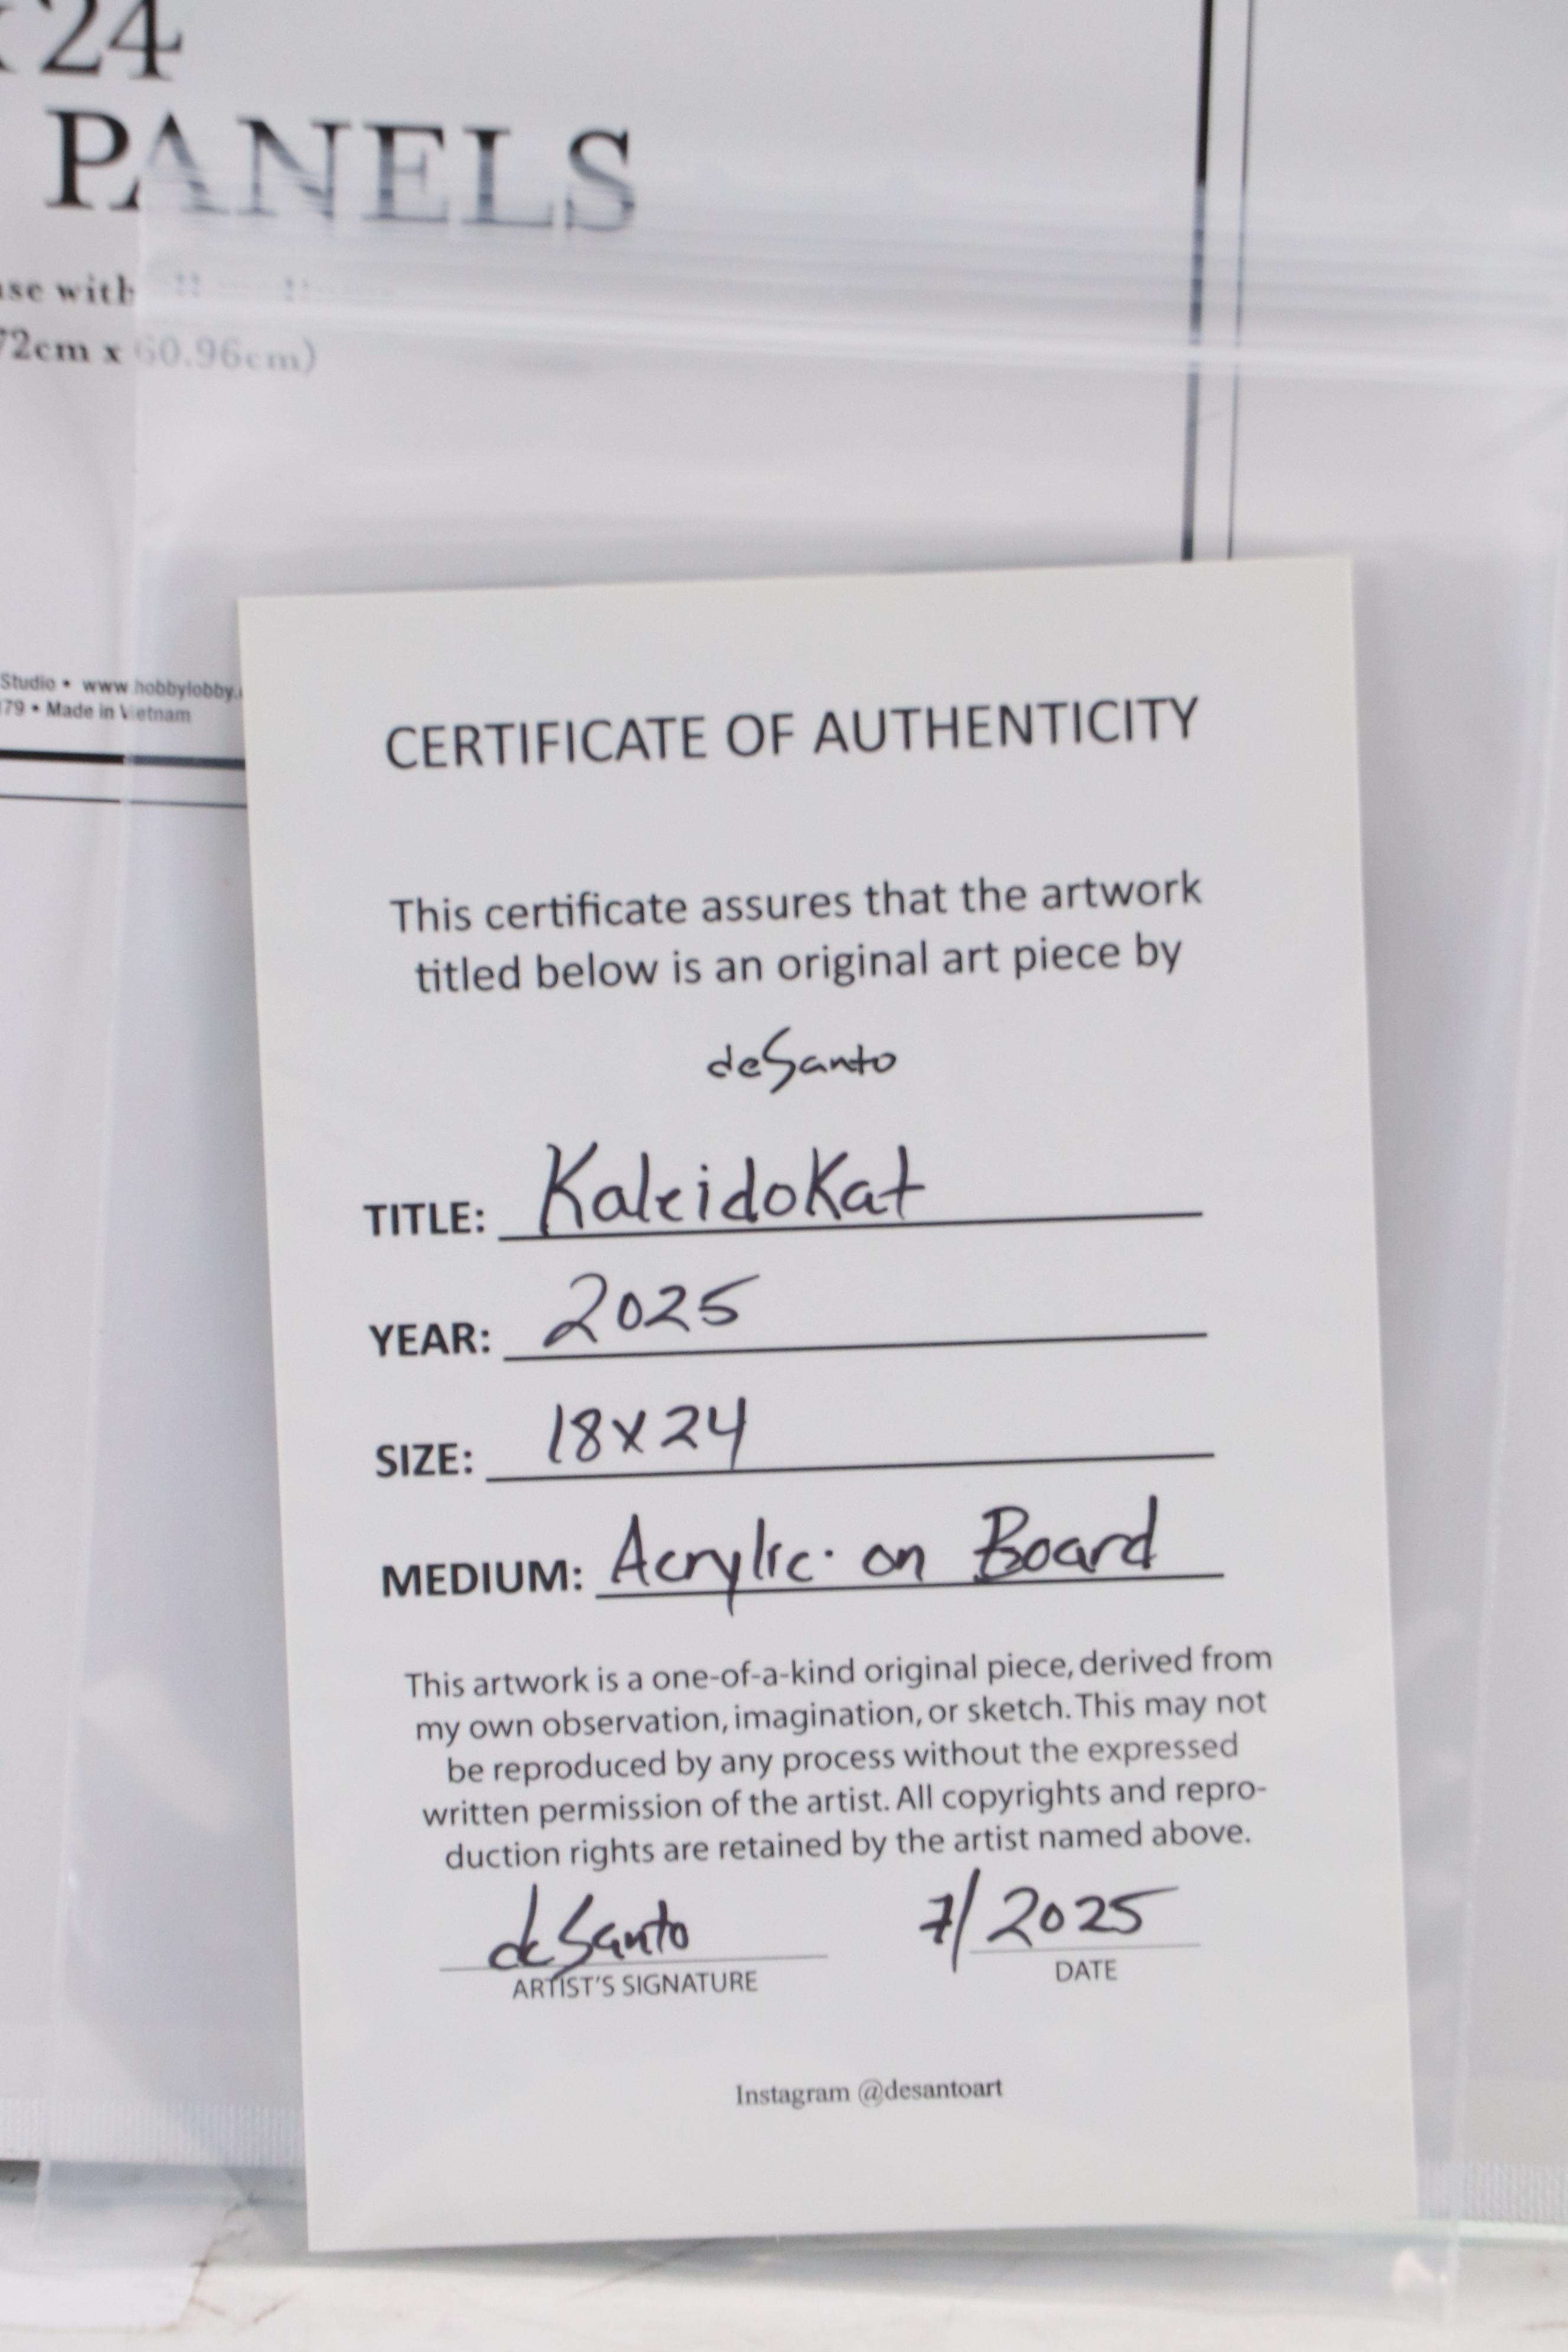 24
PANELS
with
72cm x 60.96cm)
Studio • www.hobbylobby.
79 • Made in Vietnam
CERTIFICATE OF AUTHENTICITY
This certificate assures that the artwork
titled below is an original art piece by
deSanto
TITLE: KaleidoKat
YEAR: 2025
SIZE: 18x24
MEDIUM: Acrylic on Board
This artwork is a one-of-a-kind original piece, derived from
my own observation, imagination, or sketch. This may not
be reproduced by any process without the expressed
written permission of the artist. All copyrights and repro-
duction rights are retained by the artist named above.
deSanto 7/2025
ARTIST'S SIGNATURE DATE
Instagram @desantoart